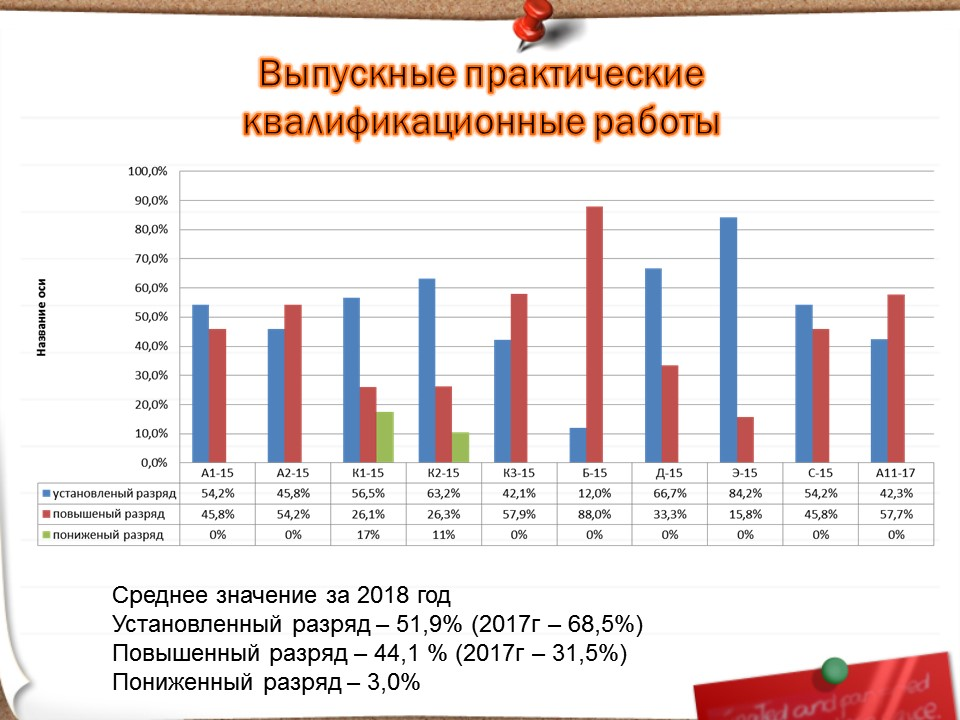 Выпускные практические
квалификационные работы
100,0%
90,0%
80,0%
70,0%
60,0%
50,0%
40,0%
30,0%
20,0%
10,0%
0,0%
Название оси
А1-15 А2-15 К1-15 К2-15 К3-15 Б-15 Д-15 Э-15 С-15 А11-17
установленый разряд 54,2% 45,8% 56,5% 63,2% 42,1% 12,0% 66,7% 84,2% 54,2% 42,3%
повышеный разряд 45,8% 54,2% 26,1% 26,3% 57,9% 88,0% 33,3% 15,8% 45,8% 57,7%
пониженый разряд 0% 0% 17% 11% 0% 0% 0% 0% 0% 0%
Среднее значение за 2018 год
Установленный разряд – 51,9% (2017г – 68,5%)
Повышенный разряд – 44,1 % (2017г – 31,5%)
Пониженный разряд – 3,0%